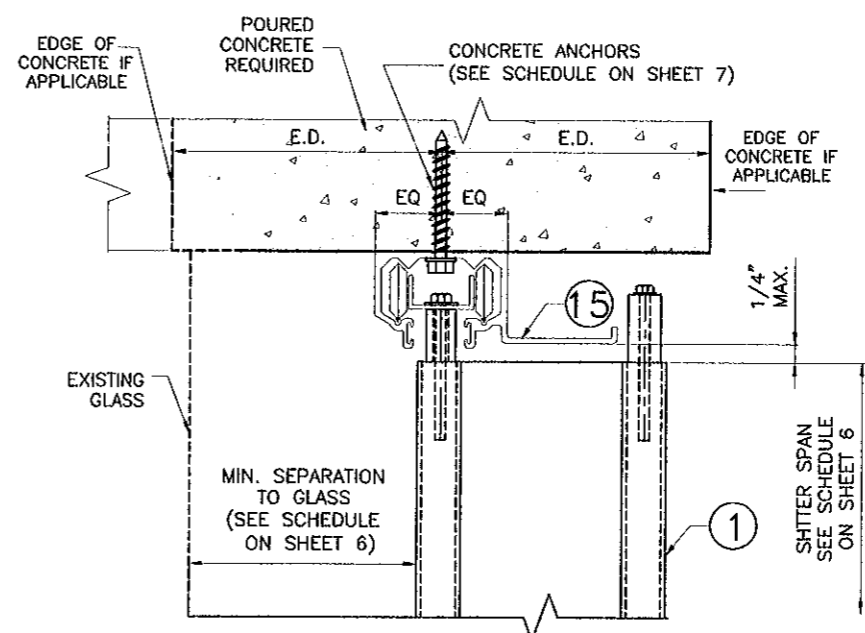 POURED
CONCRETE
REQUIRED
EDGE OF
CONCRETE IF
APPLICABLE
CONCRETE ANCHORS
(SEE SCHEDULE ON SHEET 7)
E.D.
E.D.
EDGE OF
CONCRETE IF
APPLICABLE
EQ
EQ
15
1/4"
MAX.
EXISTING
GLASS
MIN. SEPARATION
TO GLASS
(SEE SCHEDULE
ON SHEET 6)
1
SHTTER SPAN
SEE SCHEDULE
ON SHEET 6